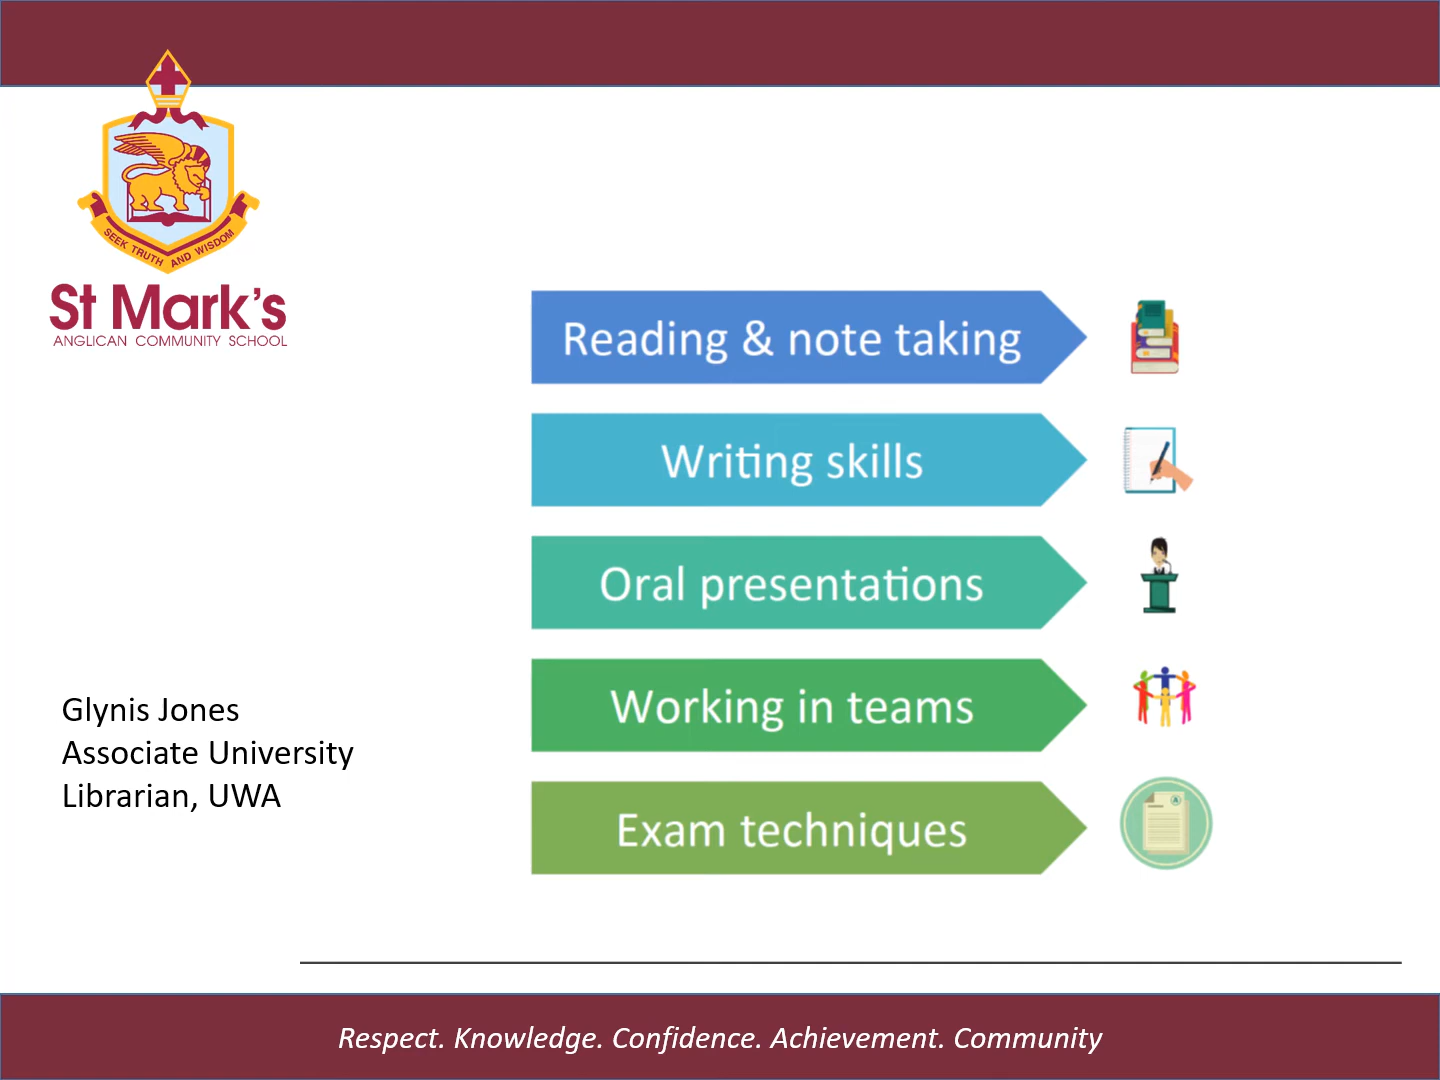 SEEK TRUTH AND WISDOM
St Mark's
ANGLICAN COMMUNITY SCHOOL
Reading & note taking
Writing skills
Oral presentations
Working in teams
Exam techniques
Glynis Jones
Associate University
Librarian, UWA
A
Respect. Knowledge. Confidence. Achievement. Community